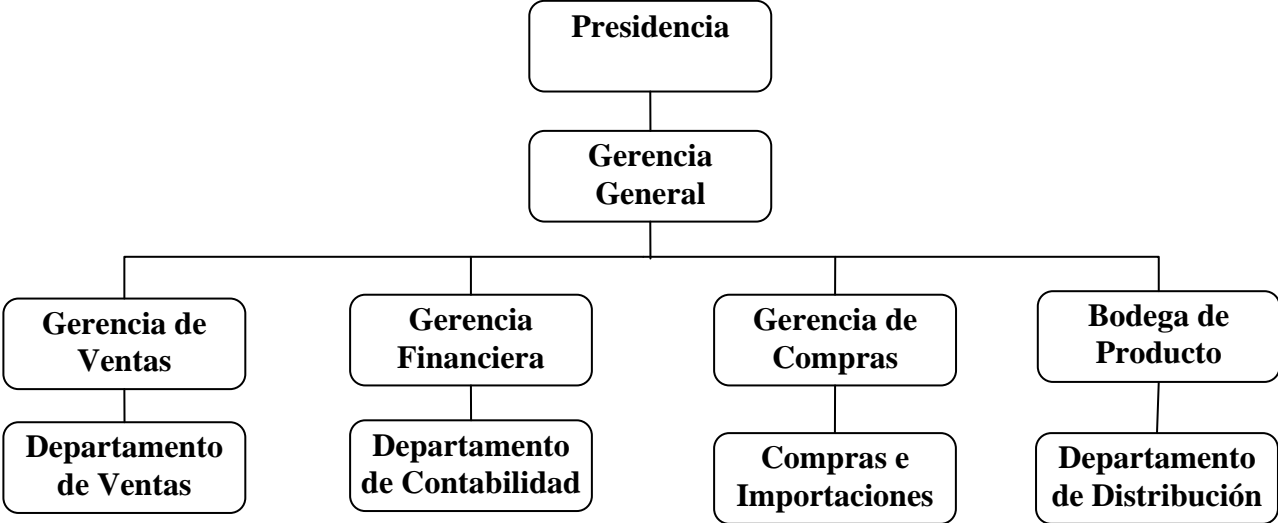 Presidencia
Gerencia
General
Gerencia de
Ventas
Gerencia
Financiera
Gerencia de
Compras
Bodega de
Producto
Departamento
de Ventas
Departamento
de Contabilidad
Compras e
Importaciones
Departamento
de Distribución